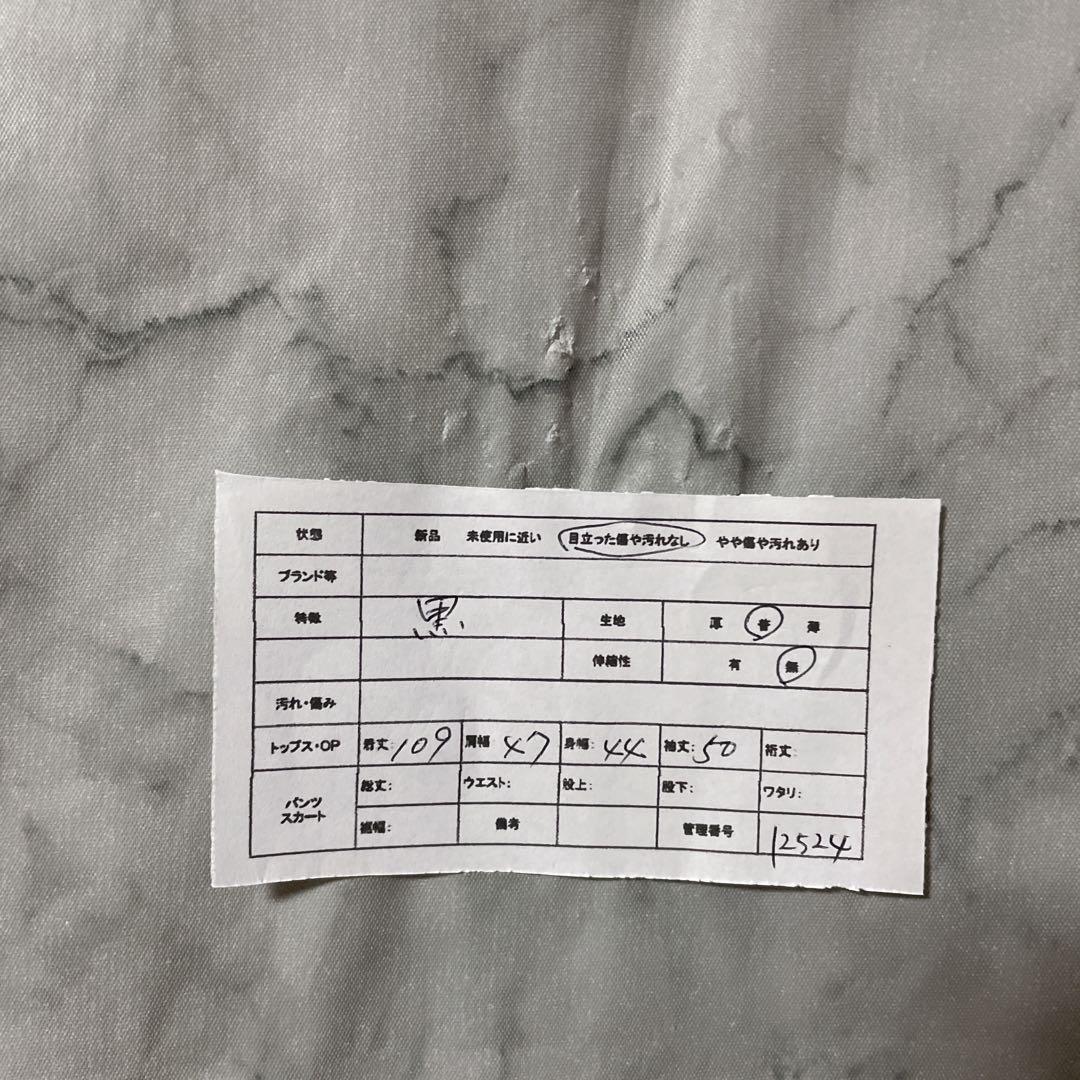 状態 新品 未使用に近い 目立った傷や汚れなし やや傷や汚れあり
ブランド等
特徴 黒 生地 厚 普 薄
伸縮性 有 無
汚れ・傷み
トップス・OP 着丈: 109 肩幅 47 身幅: 44 袖丈: 50 裄丈:
パンツ スカート 総丈: ウエスト: 股上: 股下: ワタリ:
裾幅: 備考 管理番号 12524